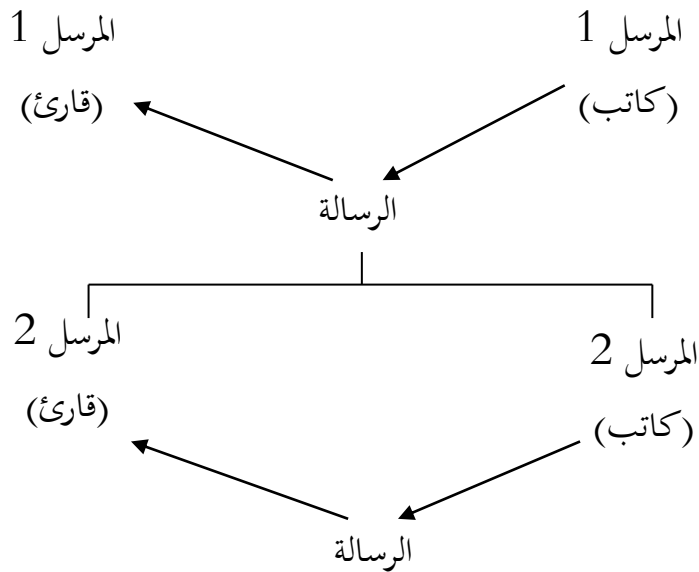 المرسل 1
المرسل 1
(كاتب)
(قارئ)
الرسالة
المرسل 2
المرسل 2
(كاتب)
(قارئ)
الرسالة